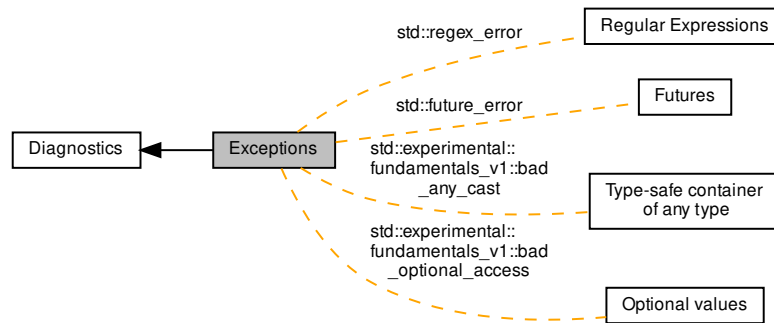 Diagnostics
Exceptions
std::regex_error
Regular Expressions
std::future_error
Futures
std::experimental::
fundamentals_v1::bad
_any_cast
Type-safe container
of any type
std::experimental::
fundamentals_v1::bad
_optional_access
Optional values